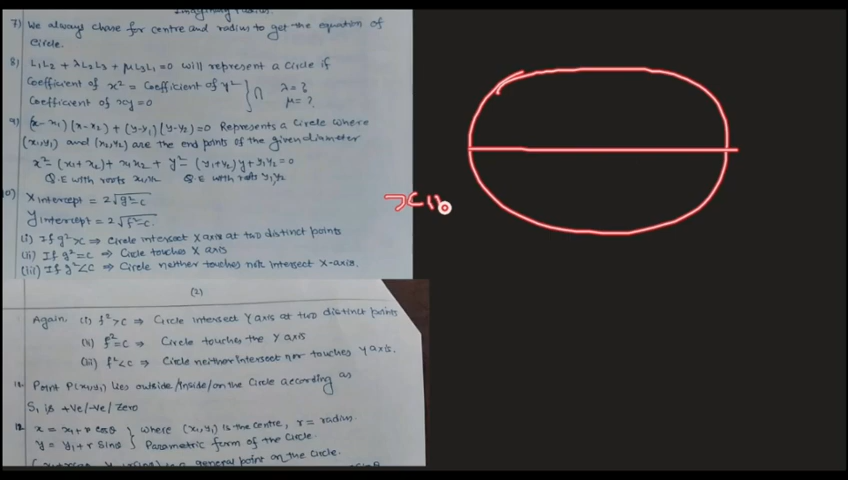 Imaginary radius.
7) We always chase for centre and radius to get the equation of
Circle.
8) L1L2 + λL2L3 + μL3L1 = 0 will represent a Circle if
Coefficient of x² = Coefficient of y² } ∩ λ = ?
Coefficient of xy = 0 μ = ?
9) (x-x1)(x-x2) + (y-y1)(y-y2) = 0 Represents a Circle where
(x1,y1) and (x2,y2) are the end points of the given diameter
x² - (x1+x2) + x1x2 + y² - (y1+y2)y + y1y2 = 0
Q.E with roots x1,x2 Q.E with roots y1,y2
10) X intercept = 2√g²-c
Y intercept = 2√f²-c
(i) If g²>c ⇒ Circle intersect X axis at two distinct points
(ii) If g²=c ⇒ Circle touches X axis
(iii) If g²<c ⇒ Circle neither touches nor intersect X-axis.
(2)
Again, (i) f²>c ⇒ Circle intersect Y axis at two distinct points
(ii) f²=c ⇒ Circle touches the Y axis
(iii) f²<c ⇒ Circle neither intersect nor touches Y axis.
11. Point P(x1,y1) lies outside/inside/on the Circle according as
S1 is +ve/-ve/zero
12. x = x1 + r cosθ } where (x1,y1) is the centre, r = radius.
y = y1 + r sinθ } Parametric form of the Circle.
is a general point on the circle.